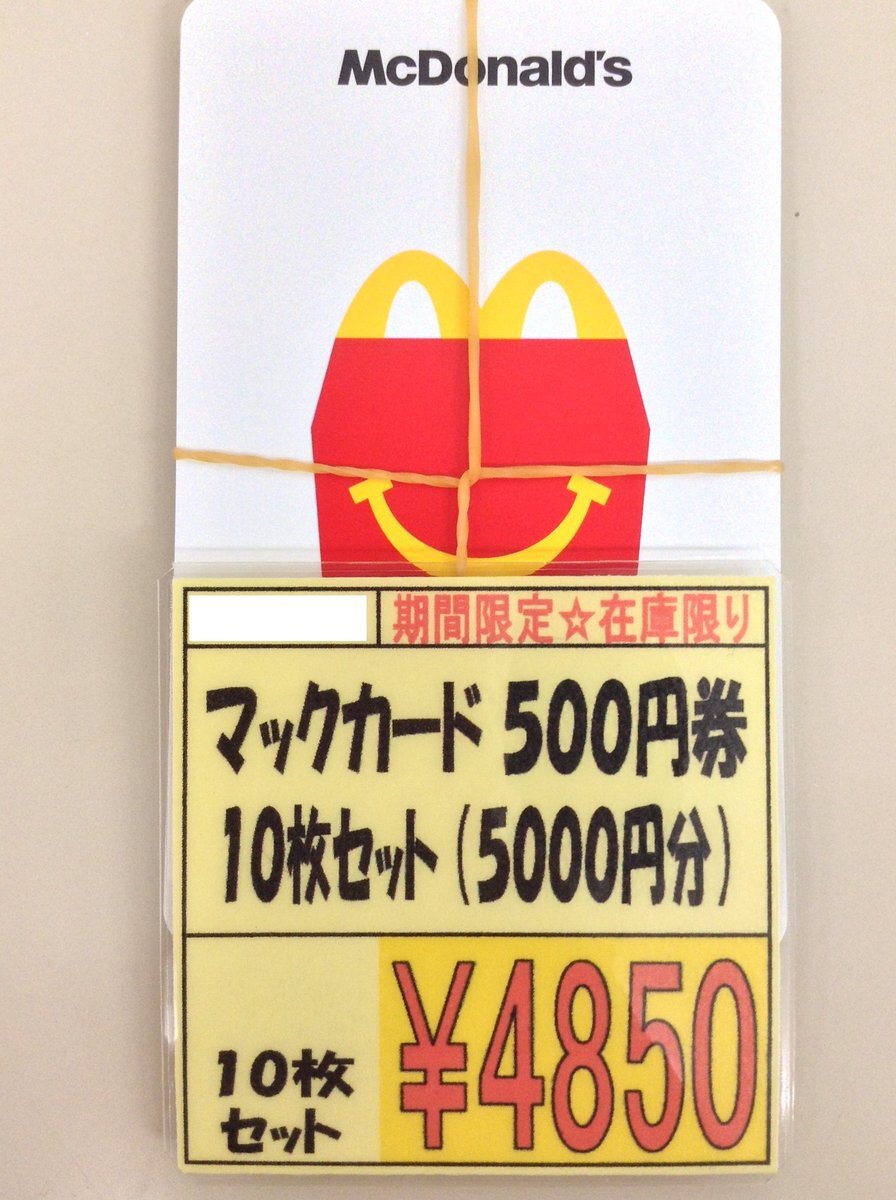 McDonald's
期間限定☆在庫限り
マックカード 500円券
10枚セット(5000円分)
10枚
セット
¥4850